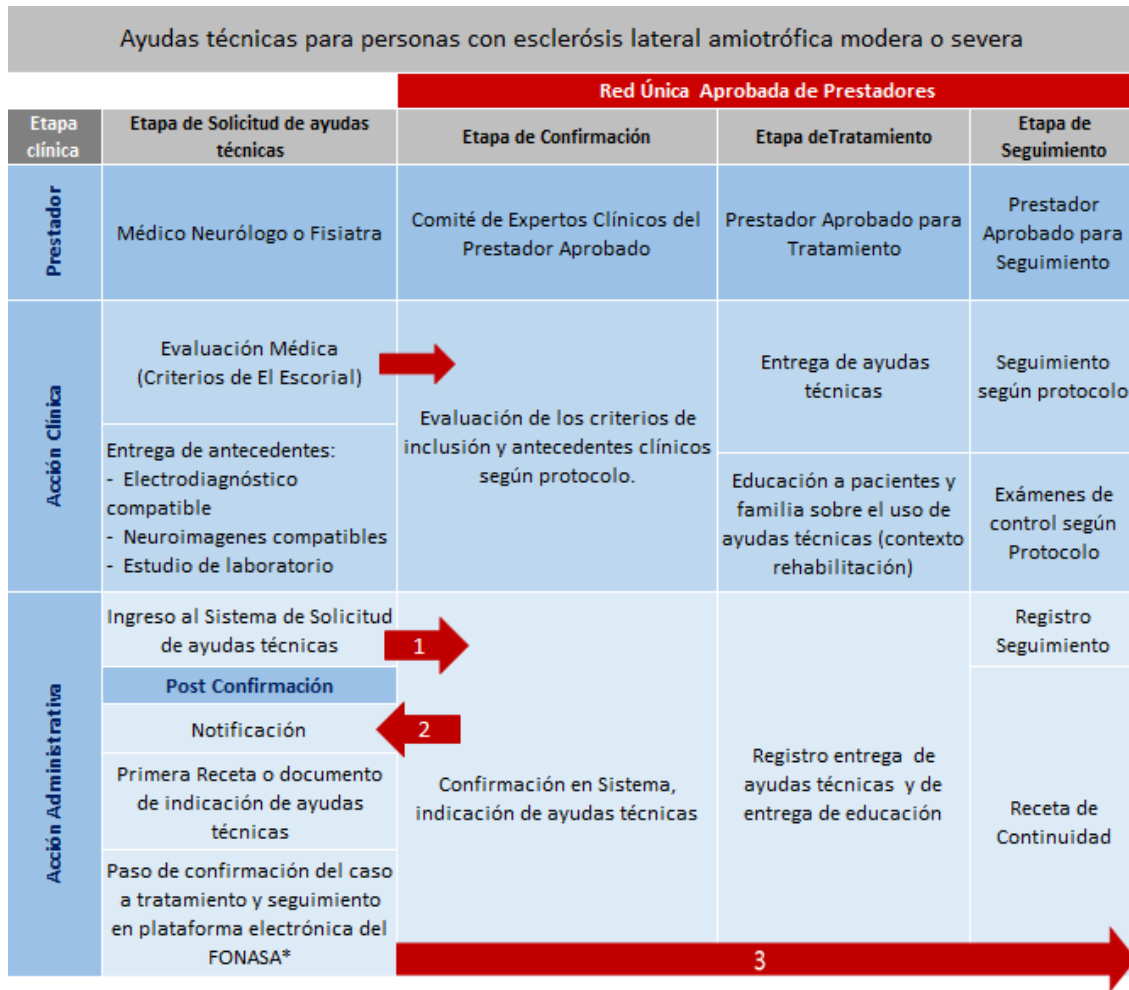 Ayudas técnicas para personas con esclerósis lateral amiotrófica modera o severa
Red Única Aprobada de Prestadores
Etapa
clínica
Etapa de Solicitud de ayudas
técnicas
Etapa de Confirmación
Etapa deTratamiento
Etapa de
Seguimiento
Prestador
Médico Neurólogo o Fisiatra
Comité de Expertos Clínicos del
Prestador Aprobado
Prestador Aprobado para
Tratamiento
Prestador
Aprobado para
Seguimiento
Acción Clínica
Evaluación Médica
(Criterios de El Escorial)
Entrega de antecedentes:
- Electrodiagnóstico
compatible
- Neuroimagenes compatibles
- Estudio de laboratorio
Evaluación de los criterios de
inclusión y antecedentes clínicos
según protocolo.
Entrega de ayudas
técnicas
Educación a pacientes y
familia sobre el uso de
ayudas técnicas (contexto
rehabilitación)
Seguimiento
según protocolo
Exámenes de
control según
Protocolo
Acción Administrativa
Ingreso al Sistema de Solicitud
de ayudas técnicas
1
Post Confirmación
Notificación
2
Primera Receta o documento
de indicación de ayudas
técnicas
Paso de confirmación del caso
a tratamiento y seguimiento
en plataforma electrónica del
FONASA*
Confirmación en Sistema,
indicación de ayudas técnicas
Registro entrega de
ayudas técnicas y de
entrega de educación
Registro
Seguimiento
Receta de
Continuidad
3